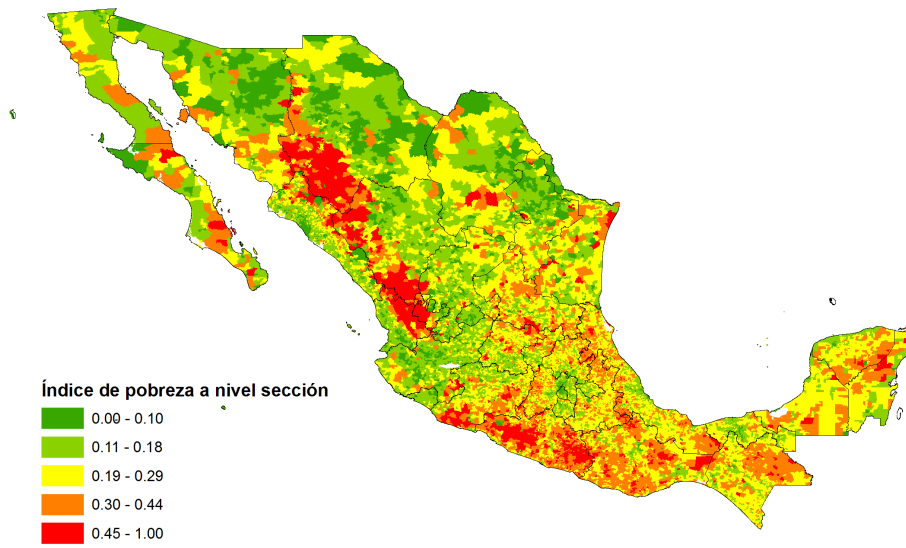 Índice de pobreza a nivel sección
0.00 - 0.10
0.11 - 0.18
0.19 - 0.29
0.30 - 0.44
0.45 - 1.00